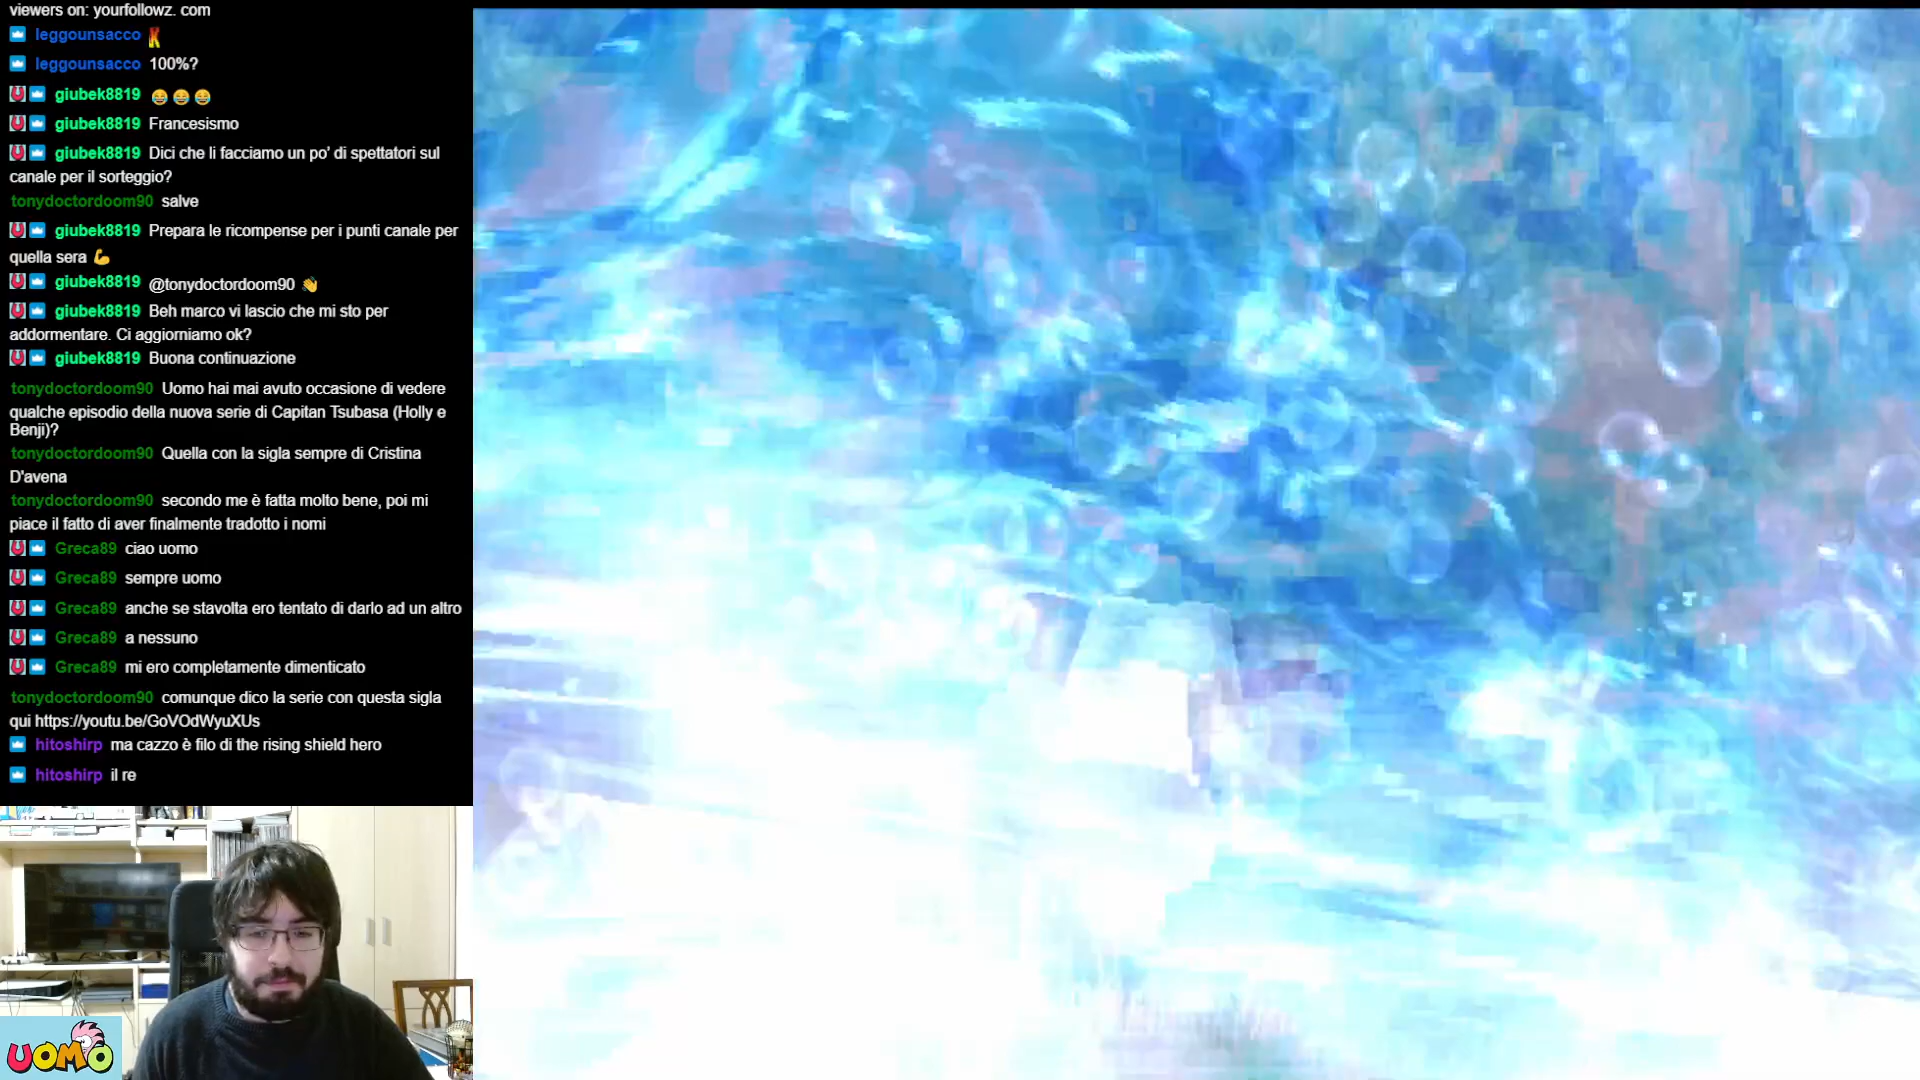 viewers on: yourfollowz. com
leggounsacco
leggounsacco 100%?
giubek8819 😂 😂 😂
giubek8819 Francesismo
giubek8819 Dici che li facciamo un po' di spettatori sul
canale per il sorteggio?
tonydoctordoom90 salve
giubek8819 Prepara le ricompense per i punti canale per
quella sera 💪
giubek8819 @tonydoctordoom90 👋
giubek8819 Beh marco vi lascio che mi sto per
addormentare. Ci aggiorniamo ok?
giubek8819 Buona continuazione
tonydoctordoom90 Uomo hai mai avuto occasione di vedere
qualche episodio della nuova serie di Capitan Tsubasa (Holly e
Benji)?
tonydoctordoom90 Quella con la sigla sempre di Cristina
D'avena
tonydoctordoom90 secondo me è fatta molto bene, poi mi
piace il fatto di aver finalmente tradotto i nomi
Greca89 ciao uomo
Greca89 sempre uomo
Greca89 anche se stavolta ero tentato di darlo ad un altro
Greca89 a nessuno
Greca89 mi ero completamente dimenticato
tonydoctordoom90 comunque dico la serie con questa sigla
qui https://youtu.be/GoVOdWyuXUs
hitoshirp ma cazzo è filo di the rising shield hero
hitoshirp il re
UOMO